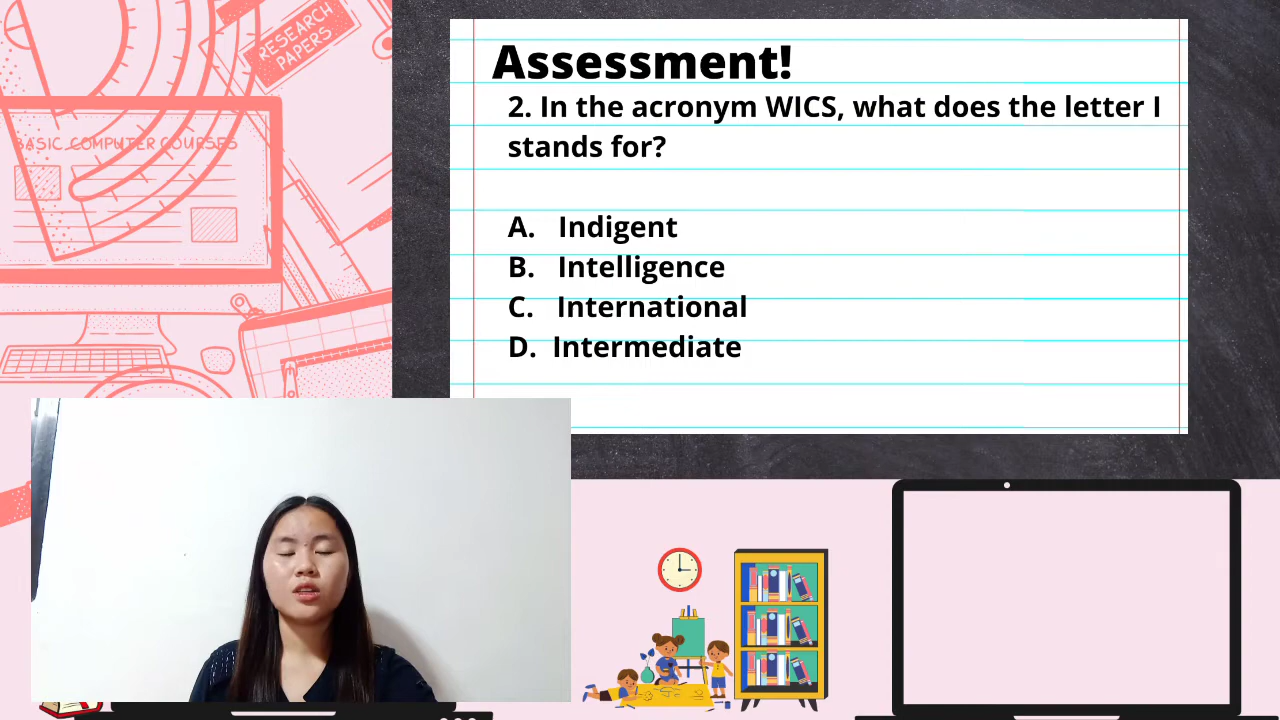 RESEARCH
PAPERS
BASIC COMPUTER COURSES
Assessment!
2. In the acronym WICS, what does the letter I
stands for?
A. Indigent
B. Intelligence
C. International
D. Intermediate